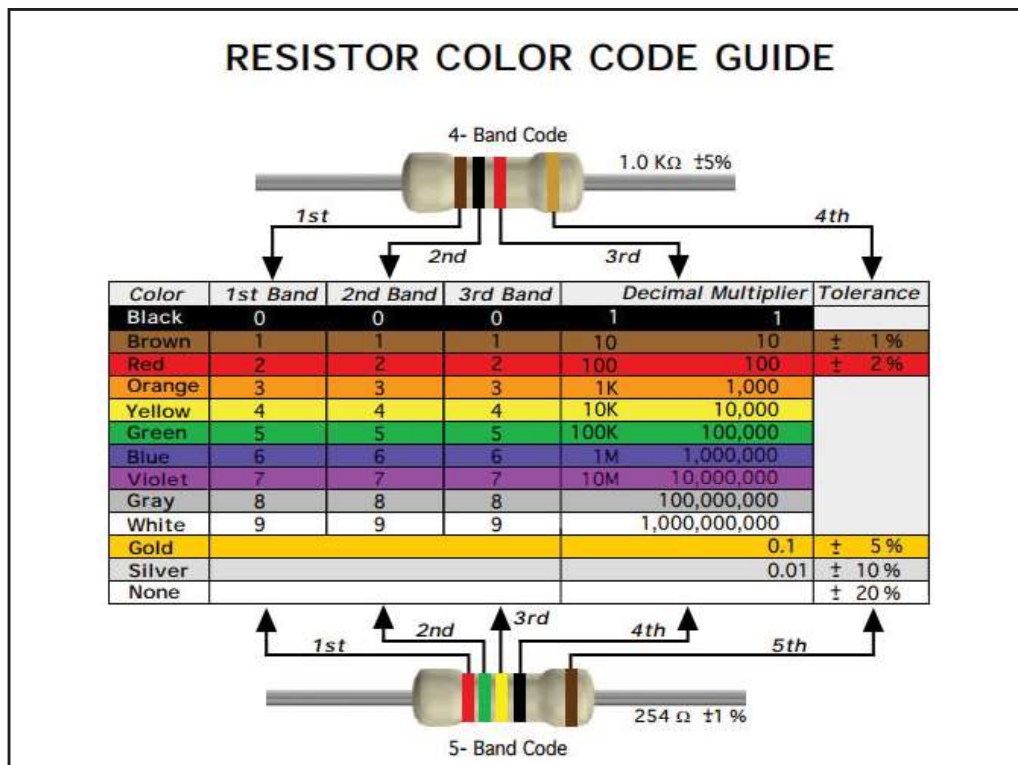 RESISTOR COLOR CODE GUIDE
4- Band Code
1.0 KΩ ±5%
1st
2nd
3rd
4th
Color 1st Band 2nd Band 3rd Band Decimal Multiplier Tolerance
Black 0 0 0 1 1
Brown 1 1 1 10 10 ± 1%
Red 2 2 2 100 100 ± 2%
Orange 3 3 3 1K 1,000
Yellow 4 4 4 10K 10,000
Green 5 5 5 100K 100,000
Blue 6 6 6 1M 1,000,000
Violet 7 7 7 10M 10,000,000
Gray 8 8 8 100,000,000
White 9 9 9 1,000,000,000
Gold 0.1 ± 5%
Silver 0.01 ± 10%
None ± 20%
1st
2nd
3rd
4th
5th
254 Ω ±1 %
5- Band Code